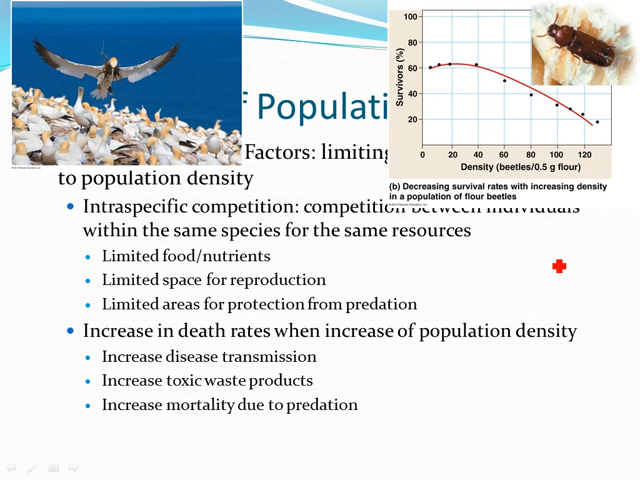 f Populati
Factors: limiting
to population density
Intraspecific competition: competition between individuals
within the same species for the same resources
Limited food/nutrients
Limited space for reproduction
Limited areas for protection from predation
Increase in death rates when increase of population density
Increase disease transmission
Increase toxic waste products
Increase mortality due to predation
Survivors (%)
100
80
60
40
20
0 20 40 60 80 100 120
Density (beetles/0.5 g flour)
(b) Decreasing survival rates with increasing density
in a population of flour beetles